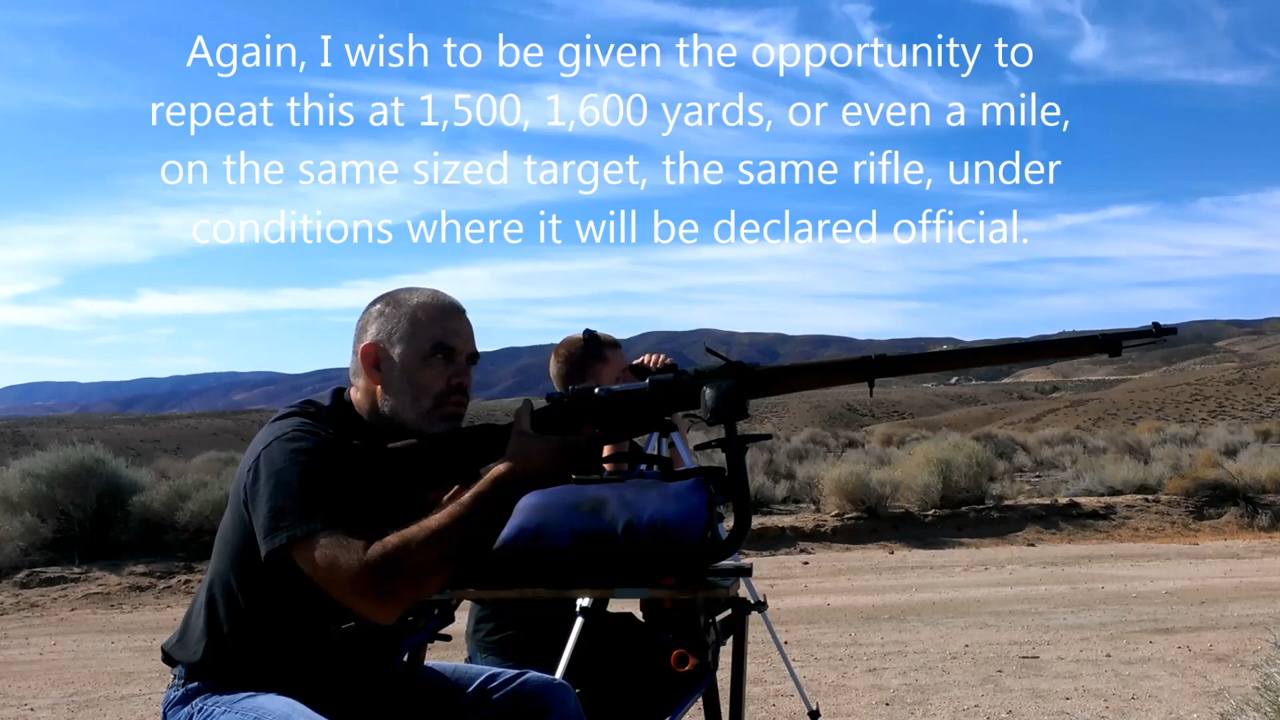 Again, I wish to be given the opportunity to
repeat this at 1,500, 1,600 yards, or even a mile,
on the same sized target, the same rifle, under
conditions where it will be declared official.